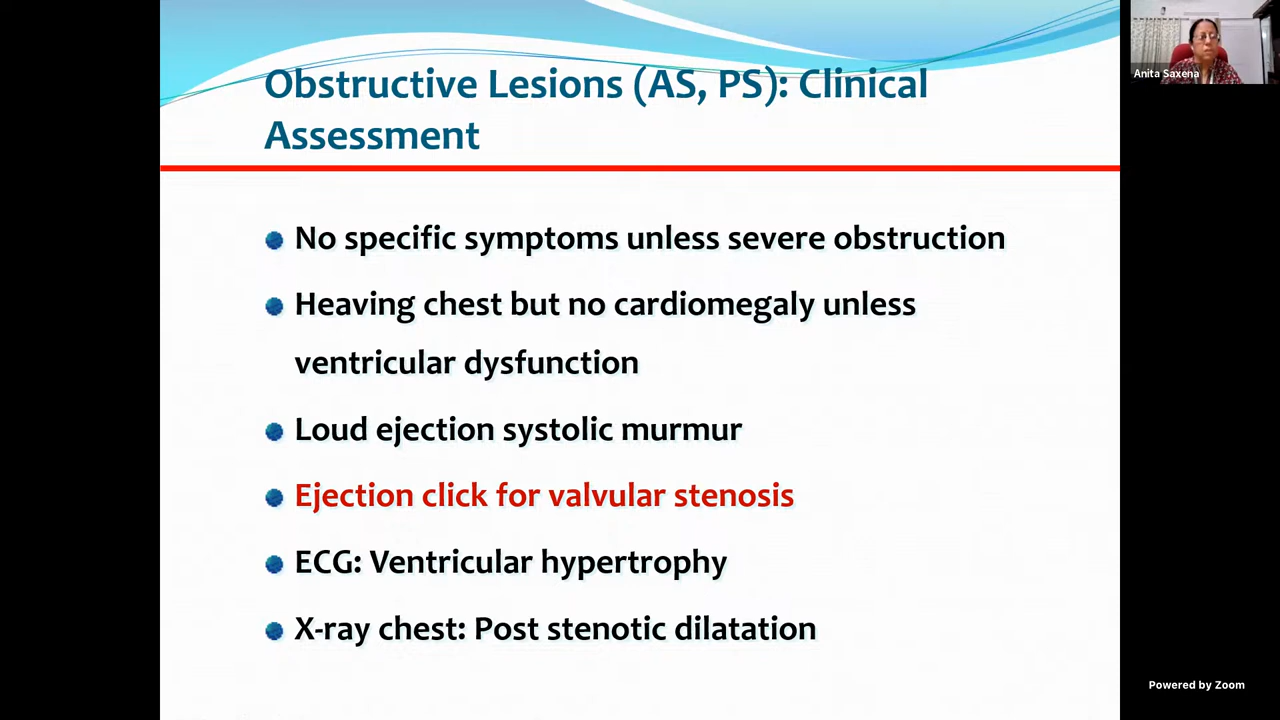 Obstructive Lesions (AS, PS): Clinical
Assessment
No specific symptoms unless severe obstruction
Heaving chest but no cardiomegaly unless
ventricular dysfunction
Loud ejection systolic murmur
Ejection click for valvular stenosis
ECG: Ventricular hypertrophy
X-ray chest: Post stenotic dilatation
Anita Saxena
Powered by Zoom